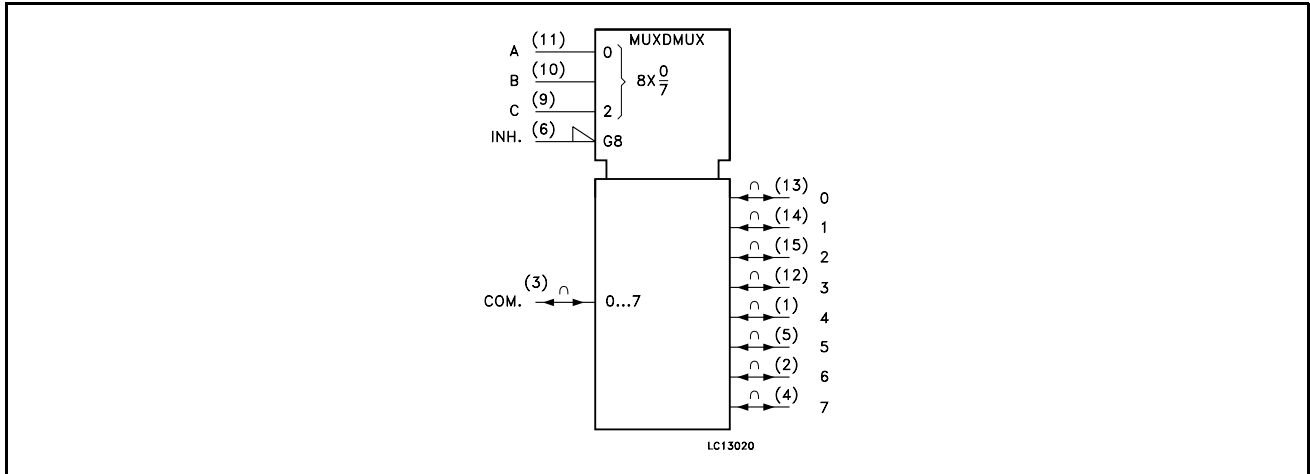 MUXDMUX
A (11) 0
B (10) 8X 0/7
C (9) 2
INH. (6) G8
∩ (13) 0
∩ (14) 1
∩ (15) 2
∩ (12) 3
COM. (3) ∩ 0...7
∩ (1) 4
∩ (5) 5
∩ (2) 6
∩ (4) 7
LC13020